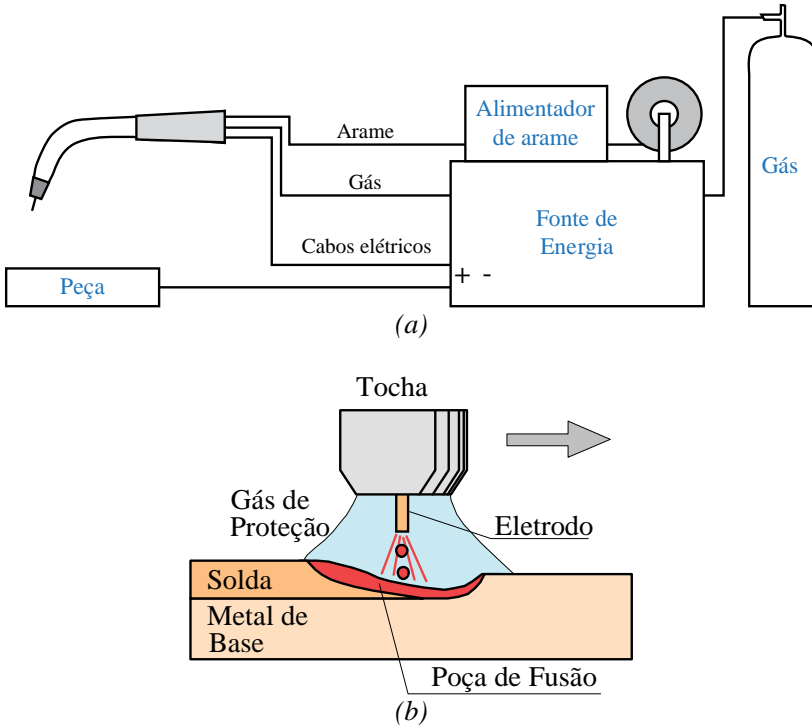 Alimentador
de arame
Arame
Gás
Gás
Fonte de
Energia
Cabos elétricos
+ -
Peça
(a)
Tocha
Gás de
Proteção
Eletrodo
Solda
Metal de
Base
Poça de Fusão
(b)